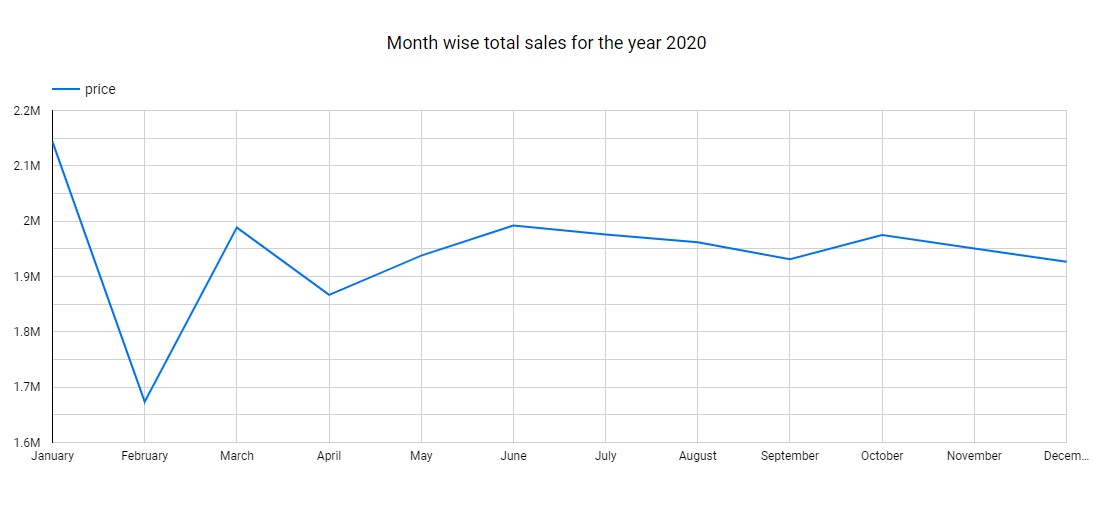 Month wise total sales for the year 2020
price
2.2M
2.1M
2M
1.9M
1.8M
1.7M
1.6M
January February March April May June July August September October November Decem...